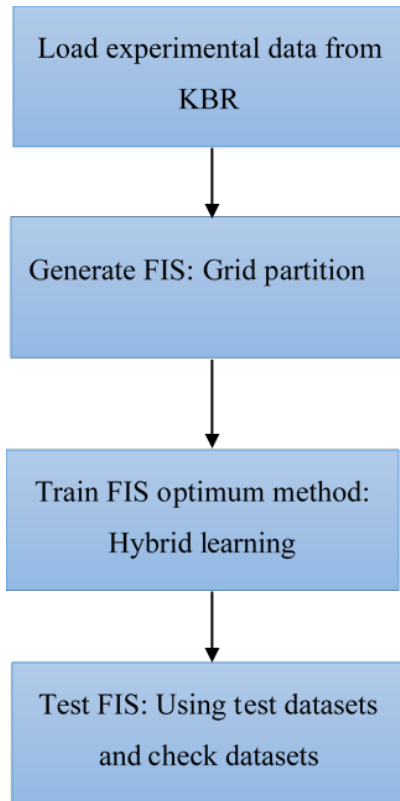 Load experimental data from
KBR
Generate FIS: Grid partition
Train FIS optimum method:
Hybrid learning
Test FIS: Using test datasets
and check datasets